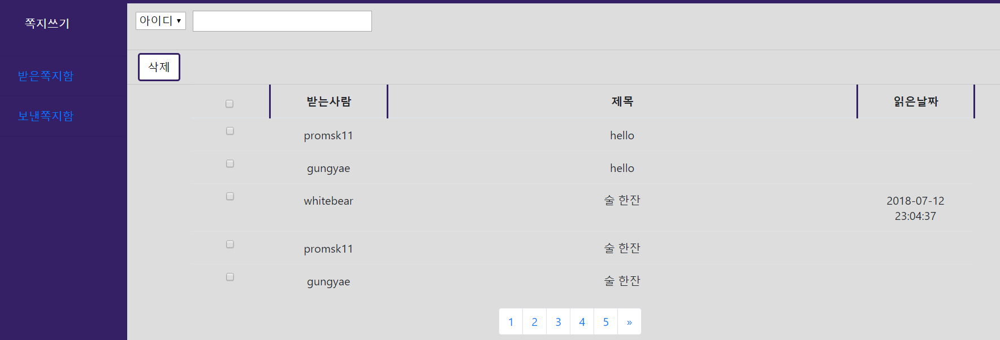 쪽지쓰기
받은쪽지함
보낸쪽지함
아이디
삭제
받는사람 제목 읽은날짜
promsk11 hello
gungyae hello
whitebear 술 한잔 2018-07-12
23:04:37
promsk11 술 한잔
gungyae 술 한잔
1 2 3 4 5 »